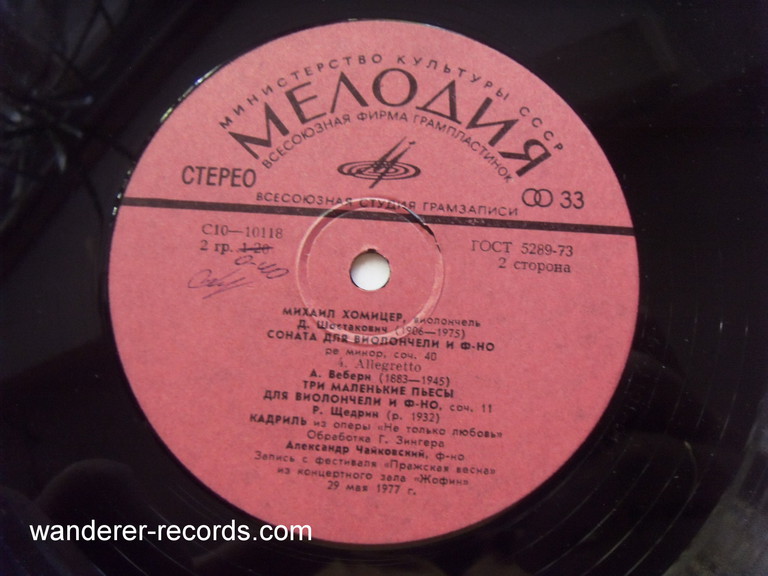 МИНИСТЕРСТВО КУЛЬТУРЫ СССР
МЕЛОДИЯ
ВСЕСОЮЗНАЯ ФИРМА ГРАМПЛАСТИНОК
СТЕРЕО
33
ВСЕСОЮЗНАЯ СТУДИЯ ГРАМЗАПИСИ
С10—10118
ГОСТ 5289-73
2 гр. 1-20
2 сторона
0-40
МИХАИЛ ХОМИЦЕР, виолончель
Д. Шостакович (1906—1975)
СОНАТА ДЛЯ ВИОЛОНЧЕЛИ И Ф-НО
ре минор, соч. 40
4. Allegretto
А. Веберн (1883—1945)
ТРИ МАЛЕНЬКИЕ ПЬЕСЫ
ДЛЯ ВИОЛОНЧЕЛИ И Ф-НО, соч. 11
Р. Щедрин (р. 1932)
КАДРИЛЬ из оперы «Не только любовь»
Обработка Г. Зингера
Александр Чайковский, ф-но
Запись с фестиваля «Пражская весна»
из концертного зала «Жофин»
29 мая 1977 г.
wanderer-records.com